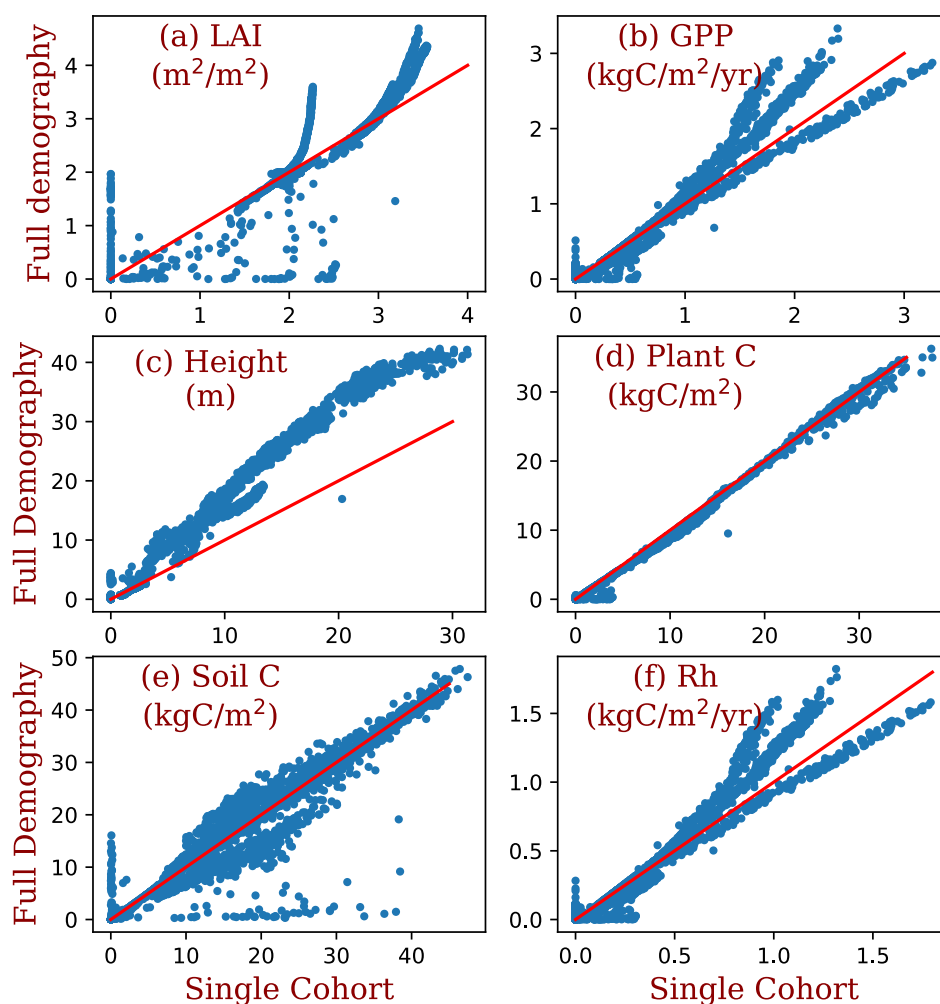 (a) LAI
(m²/m²)
Full demography
4
3
2
1
0
0 1 2 3 4
(b) GPP
(kgC/m²/yr)
3
2
1
0
0 1 2 3
(c) Height
(m)
Full Demography
40
30
20
10
0
0 10 20 30
(d) Plant C
(kgC/m²)
30
20
10
0
0 10 20 30
(e) Soil C
(kgC/m²)
Full Demography
50
40
30
20
10
0
0 10 20 30 40
Single Cohort
(f) Rh
(kgC/m²/yr)
1.5
1.0
0.5
0.0
0.0 0.5 1.0 1.5
Single Cohort